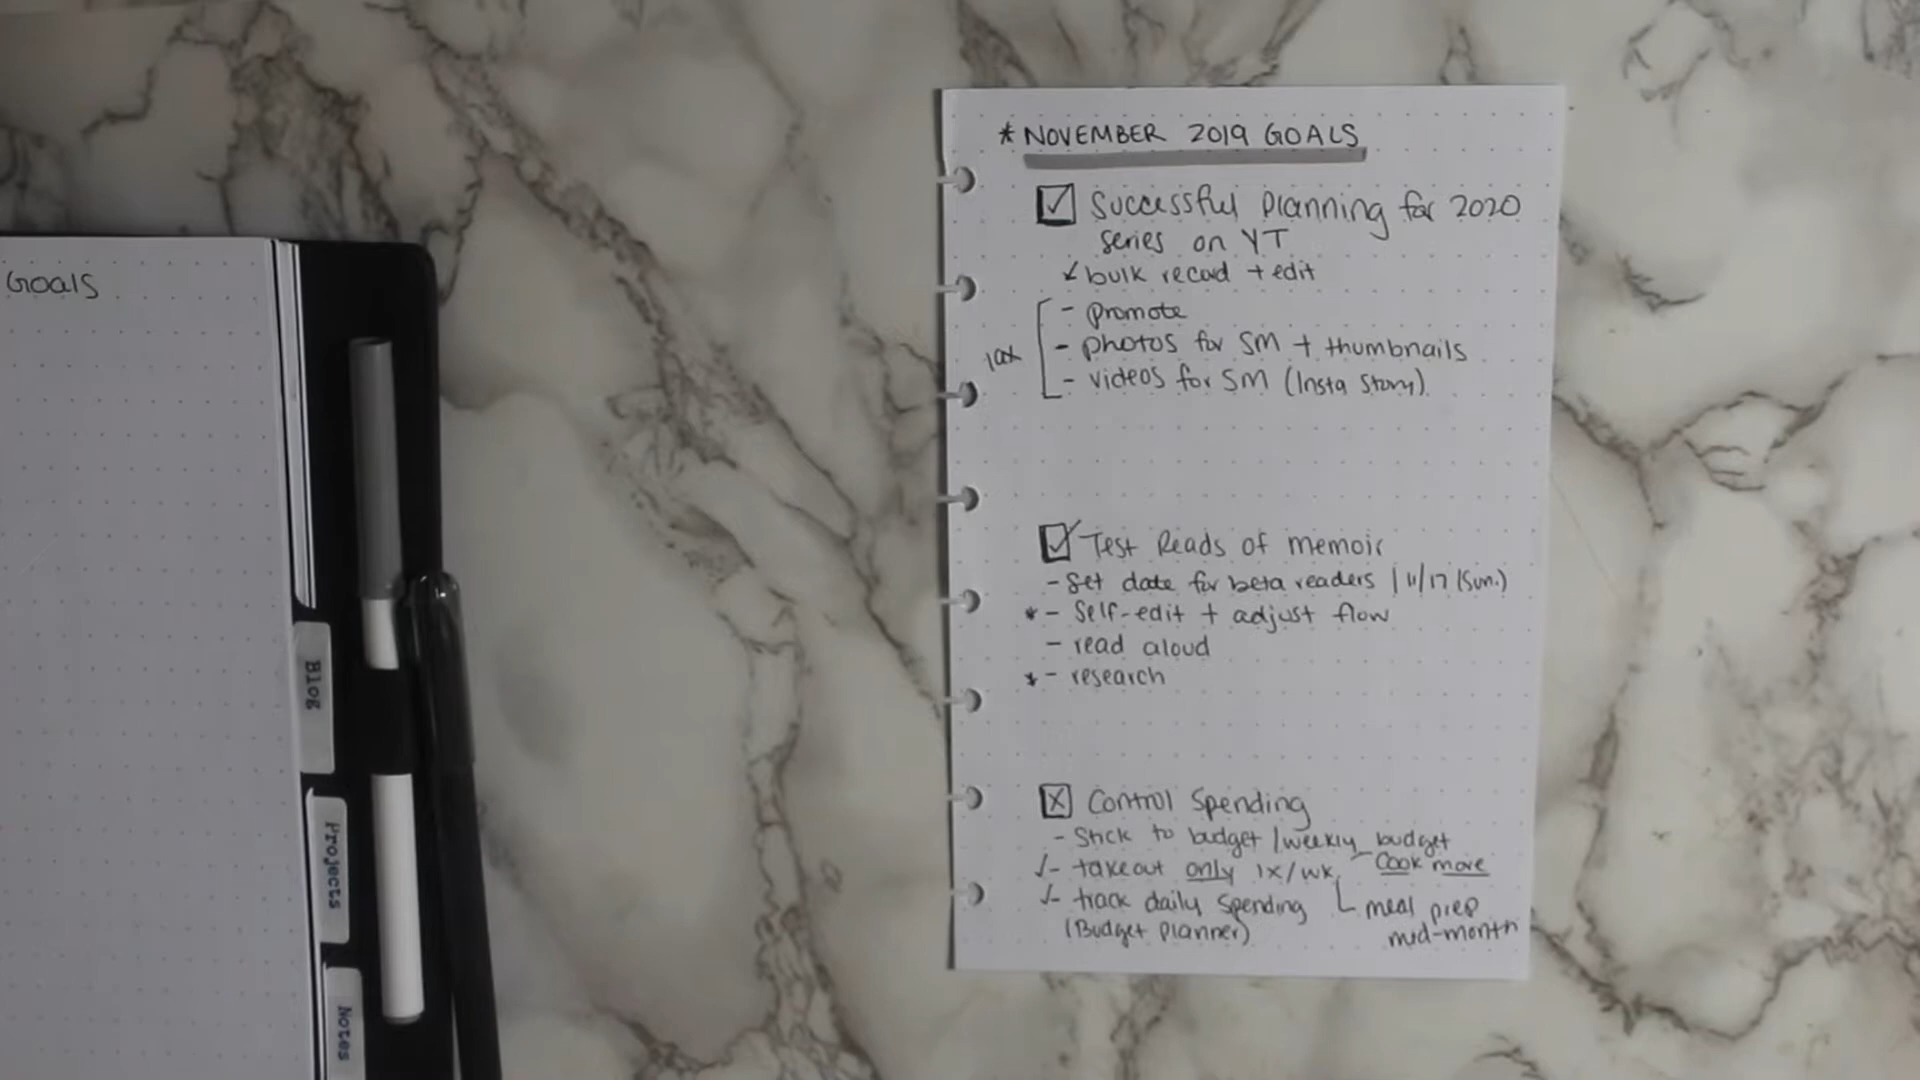 Goals
Blog
Projects
Notes
* NOVEMBER 2019 GOALS
Successful Planning for 2020
series on YT
bulk record + edit
- promote
- photos for SM + thumbnails
- videos for SM (Insta Story)
Test Reads of memoir
- Set date for beta readers | 11/17 (Sun.)
* - Self-edit + adjust flow
- read aloud
* - research
Control Spending
- Stick to budget / weekly budget
- takeout only 1x/wk
Cook more
- track daily spending
(Budget planner)
meal prep
mid-month